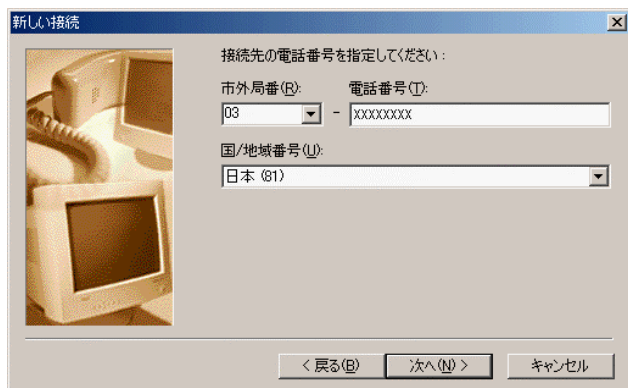 新しい接続
接続先の電話番号を指定してください :
市外局番(R): 電話番号(T):
03 - xxxxxxxx
国/地域番号(U):
日本 (81)
< 戻る(B) 次へ(N) > キャンセル